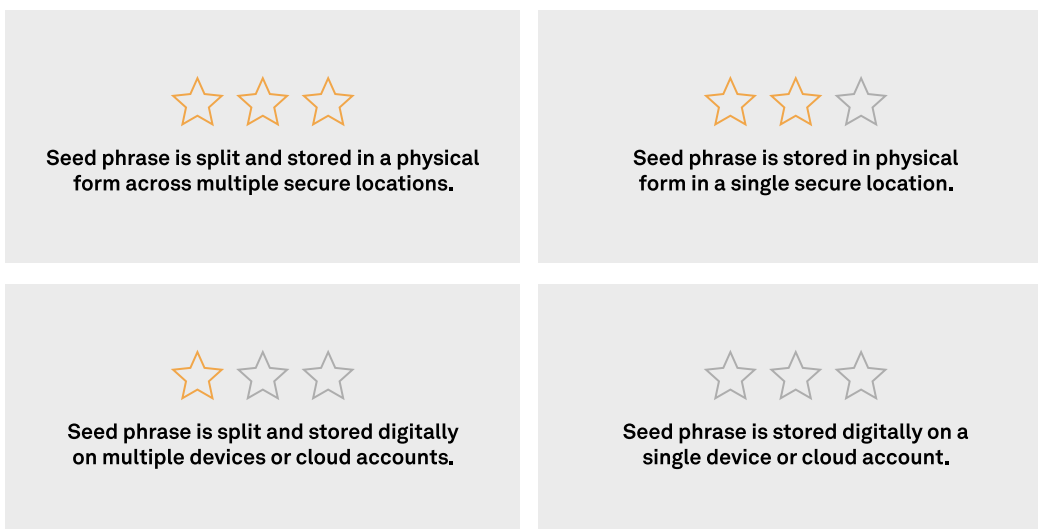 Seed phrase is split and stored in a physical
form across multiple secure locations.
Seed phrase is stored in physical
form in a single secure location.
Seed phrase is split and stored digitally
on multiple devices or cloud accounts.
Seed phrase is stored digitally on a
single device or cloud account.